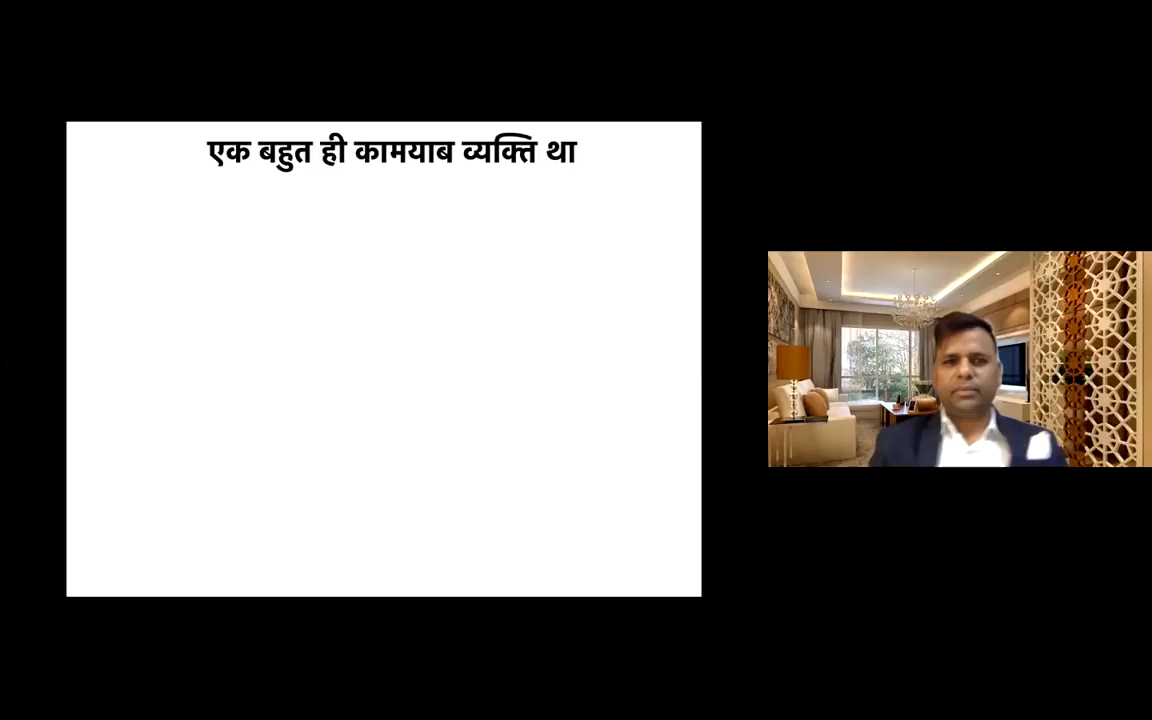 एक बहुत ही कामयाब व्यक्ति था